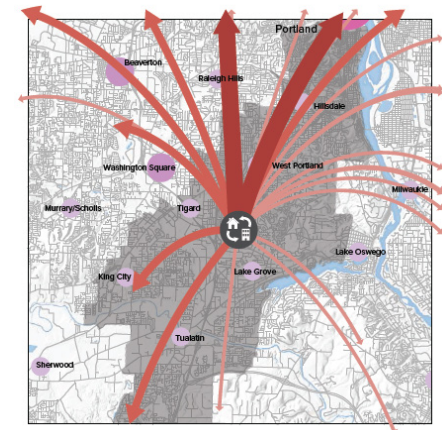 Portland
Beaverton
Raleigh Hills
Hillsdale
Washington Square
West Portland
Milwaukie
Murrary/Scholls
Tigard
Lake Oswego
King City
Lake Grove
Tualatin
Sherwood